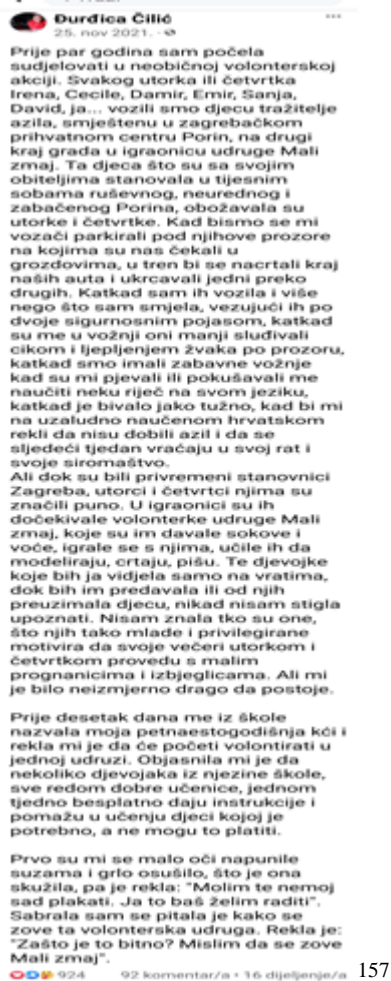 Đurđica Čilić
25. nov 2021.
Prije par godina sam počela
sudjelovati u neobičnoj volonterskoj
akciji. Svakog utorka ili četvrtka
Irena, Cecile, Damir, Emir, Sanja,
David, ja... vozili smo djecu tražitelje
azila, smještenu u zagrebačkom
prihvatnom centru Porin, na drugi
kraj grada u igraonicu udruge Mali
zmaj. Ta djeca što su sa svojim
obiteljima stanovala u tijesnim
sobama ruševnog, neurednog i
zabačenog Porina, obožavala su
utorke i četvrtke. Kad bismo se mi
vozači parkirali pod njihove prozore
na kojima su nas čekali u
grozdovima, u tren bi se nacrtali kraj
naših auta i ukrcavali jedni preko
drugih. Katkad sam ih vozila i više
nego što sam smjela, vezujući ih po
dvoje sigurnosnim pojasom, katkad
su me u vožnji oni manji sluđivali
cikom i ljepljenjem žvaka po prozoru,
katkad smo imali zabavne vožnje
kad su mi pjevali ili pokušavali me
naučiti neku riječ na svom jeziku,
katkad je bivalo jako tužno, kad bi mi
na uzaludno naučenom hrvatskom
rekli da nisu dobili azil i da se
sljedeći tjedan vraćaju u svoj rat i
svoje siromaštvo.
Ali dok su bili privremeni stanovnici
Zagreba, utorci i četvrtci njima su
značili puno. U igraonici su ih
dočekivale volonterke udruge Mali
zmaj, koje su im davale sokove i
voće, igrale se s njima, učile ih da
modeliraju, crtaju, pišu. Te djevojke
koje bih ja vidjela samo na vratima,
dok bih im predavala ili od njih
preuzimala djecu, nikad nisam stigla
upoznati. Nisam znala tko su one,
što njih tako mlade i privilegirane
motivira da svoje večeri utorkom i
četvrtkom provedu s malim
prognanicima i izbjeglicama. Ali mi
je bilo neizmjerno drago da postoje.
Prije desetak dana me iz škole
nazvala moja petnaestogodišnja kći i
rekla mi je da će početi volontirati u
jednoj udruzi. Objasnila mi je da
nekoliko djevojaka iz njezine škole,
sve redom dobre učenice, jednom
tjedno besplatno daju instrukcije i
pomažu u učenju djeci kojoj je
potrebno, a ne mogu to platiti.
Prvo su mi se malo oči napunile
suzama i grlo osušilo, što je ona
skužila, pa je rekla: "Molim te nemoj
sad plakati. Ja to baš želim raditi".
Sabrala sam se pitala je kako se
zove ta volonterska udruga. Rekla je:
"Zašto je to bitno? Mislim da se zove
Mali zmaj".
924 92 komentar/a • 16 dijeljenje/a
157